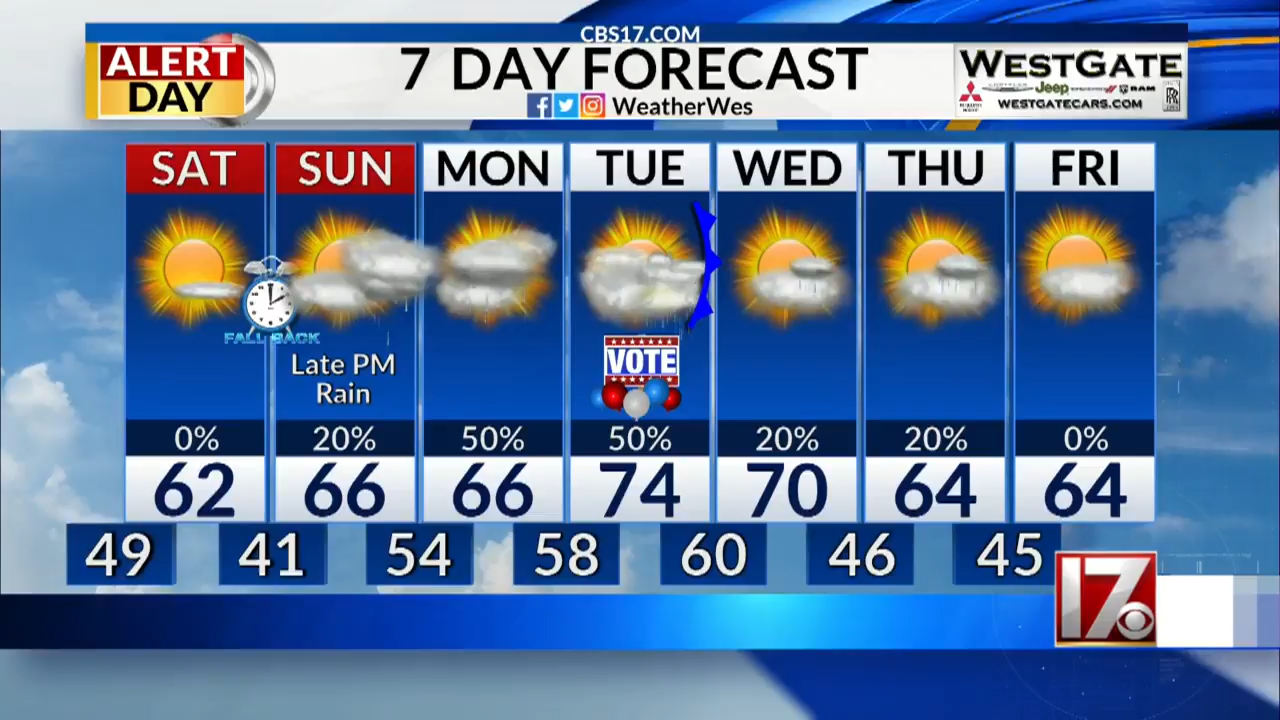 CBS17.COM
ALERT
DAY
7 DAY FORECAST
WeatherWes
WESTGATE
Jeep
RAM
WESTGATECARS.COM
SAT SUN MON TUE WED THU FRI
FALL BACK
Late PM
Rain
VOTE
0% 20% 50% 50% 20% 20% 0%
62 66 66 74 70 64 64
49 41 54 58 60 46 45
17